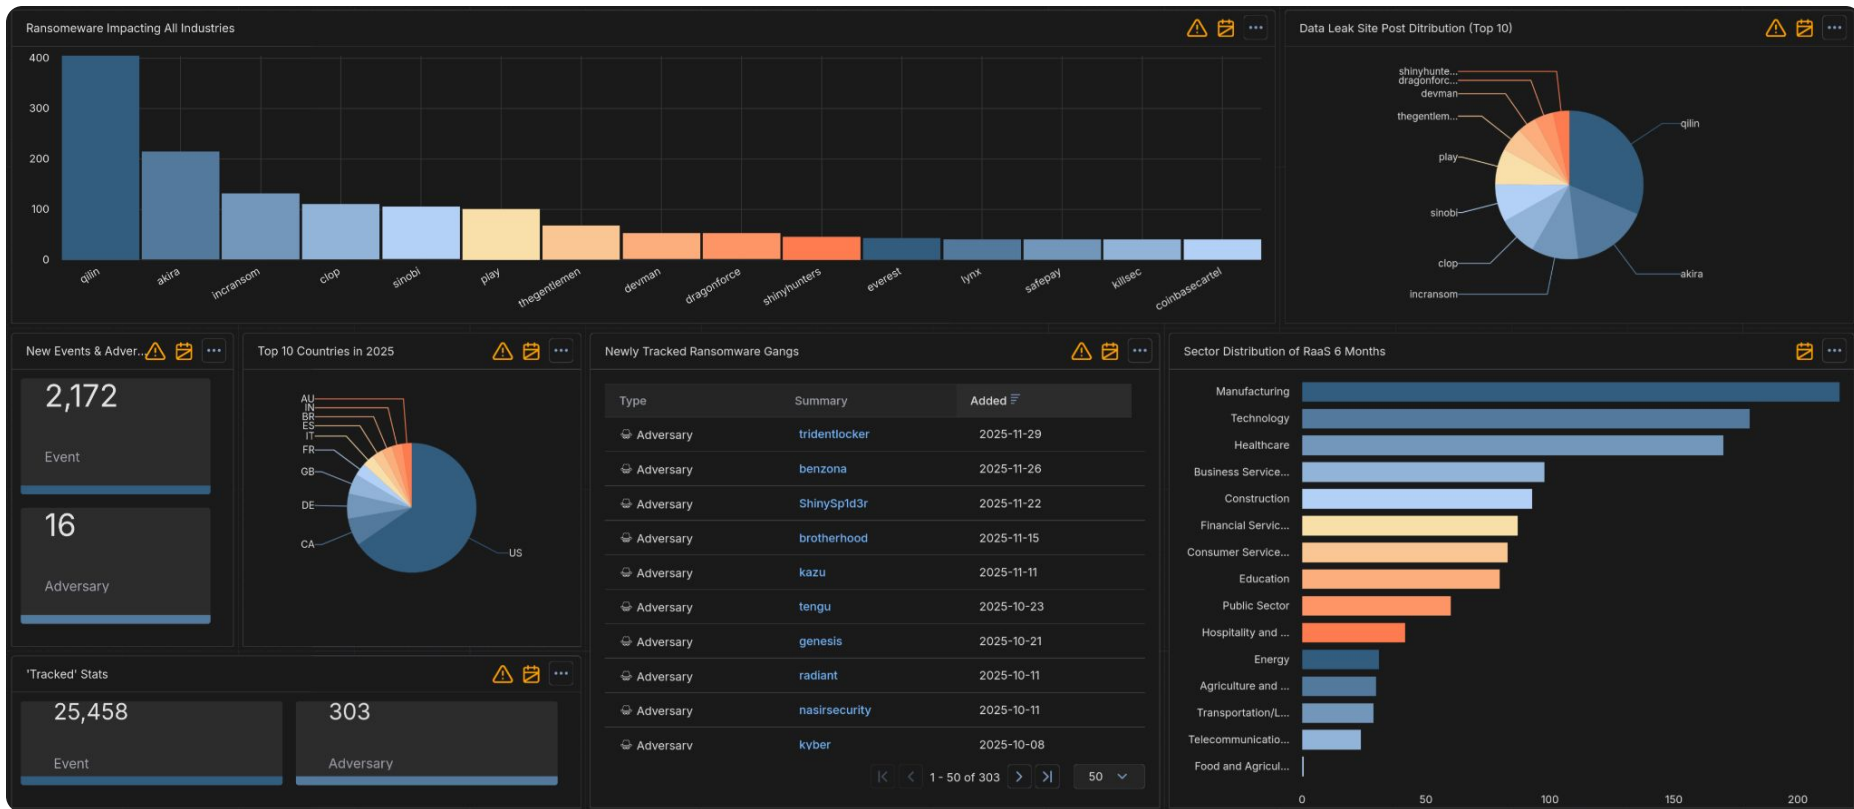 Ransomeware Impacting All Industries
400
300
200
100
0
qilin
akira
incransom
clop
sinobi
play
thegentlemen
devman
dragonforce
shinyhunters
everest
lynx
safepay
killsec
coinbasecartel
Data Leak Site Post Ditribution (Top 10)
shinyhunte...
dragonforc...
devman
thegentlem...
play
sinobi
clop
incransom
qilin
akira
New Events & Adver...
2,172
Event
16
Adversary
Top 10 Countries in 2025
AU
IN
BR
ES
IT
FR
GB
DE
CA
US
'Tracked' Stats
25,458
Event
303
Adversary
Newly Tracked Ransomware Gangs
Type Summary Added
Adversary tridentlocker 2025-11-29
Adversary benzona 2025-11-26
Adversary ShinySp1d3r 2025-11-22
Adversary brotherhood 2025-11-15
Adversary kazu 2025-11-11
Adversary tengu 2025-10-23
Adversary genesis 2025-10-21
Adversary radiant 2025-10-11
Adversary nasirsecurity 2025-10-11
Adversary kyber 2025-10-08
1 - 50 of 303 50
Sector Distribution of RaaS 6 Months
Manufacturing
Technology
Healthcare
Business Service...
Construction
Financial Servic...
Consumer Service...
Education
Public Sector
Hospitality and ...
Energy
Agriculture and ...
Transportation/L...
Telecommunicatio...
Food and Agricul...
0 50 100 150 200